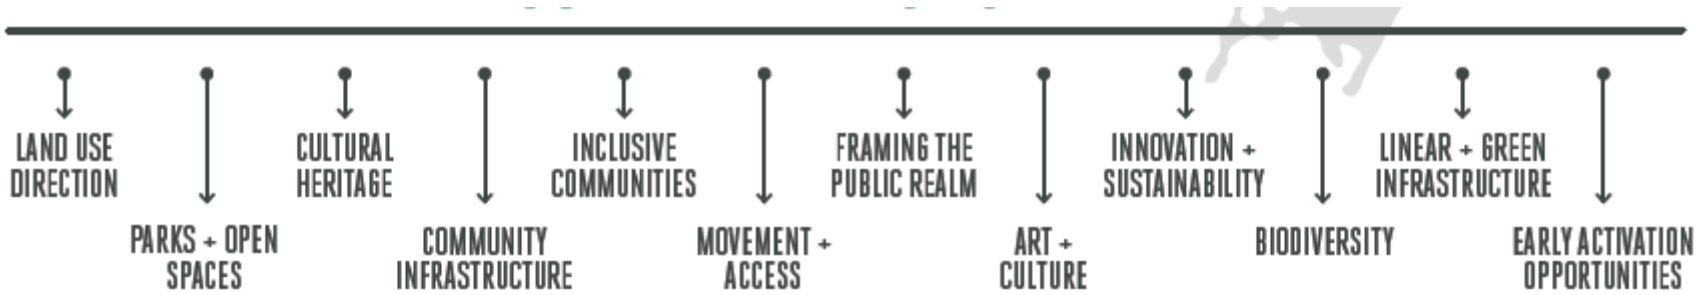 LAND USE
DIRECTION
PARKS + OPEN
SPACES
CULTURAL
HERITAGE
COMMUNITY
INFRASTRUCTURE
INCLUSIVE
COMMUNITIES
MOVEMENT +
ACCESS
FRAMING THE
PUBLIC REALM
ART +
CULTURE
INNOVATION +
SUSTAINABILITY
BIODIVERSITY
LINEAR + GREEN
INFRASTRUCTURE
EARLY ACTIVATION
OPPORTUNITIES